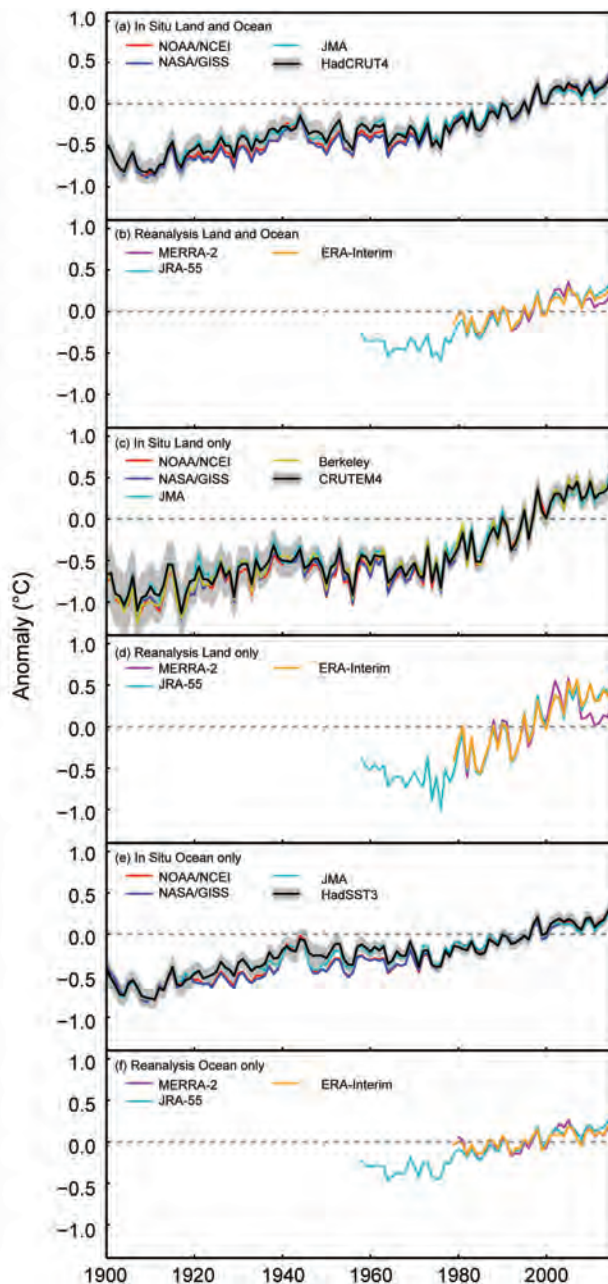 (a) In Situ Land and Ocean
NOAA/NCEI JMA
NASA/GISS HadCRUT4
1.0
0.5
0.0
−0.5
−1.0
(b) Reanalysis Land and Ocean
MERRA-2 ERA-Interim
JRA-55
1.0
0.5
0.0
−0.5
−1.0
(c) In Situ Land only
NOAA/NCEI Berkeley
NASA/GISS CRUTEM4
JMA
1.0
0.5
0.0
−0.5
−1.0
Anomaly (°C)
(d) Reanalysis Land only
MERRA-2 ERA-Interim
JRA-55
1.0
0.5
0.0
−0.5
−1.0
(e) In Situ Ocean only
NOAA/NCEI JMA
NASA/GISS HadSST3
1.0
0.5
0.0
−0.5
−1.0
(f) Reanalysis Ocean only
MERRA-2 ERA-Interim
JRA-55
1.0
0.5
0.0
−0.5
−1.0
1900 1920 1940 1960 1980 2000